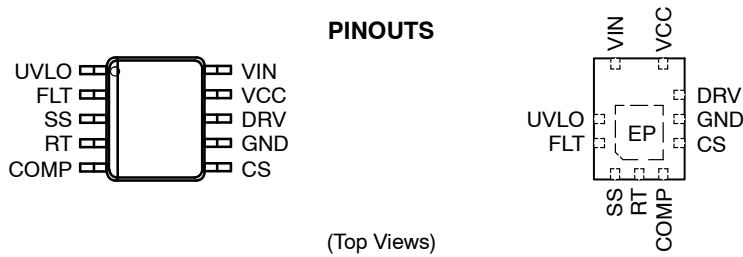 PINOUTS
UVLO
FLT
SS
RT
COMP
VIN
VCC
DRV
GND
CS
VIN
VCC
UVLO
FLT
EP
DRV
GND
CS
SS
RT
COMP
(Top Views)